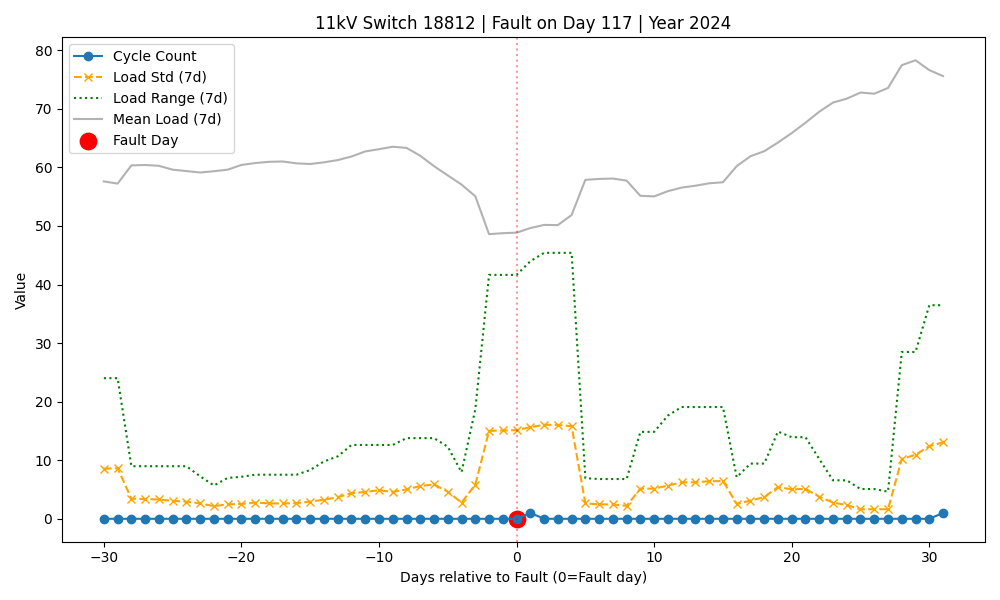 11kV Switch 18812 | Fault on Day 117 | Year 2024
Cycle Count
Load Std (7d)
Load Range (7d)
Mean Load (7d)
Fault Day
80
70
60
50
40
30
20
10
0
Value
−30
−20
−10
0
10
20
30
Days relative to Fault (0=Fault day)